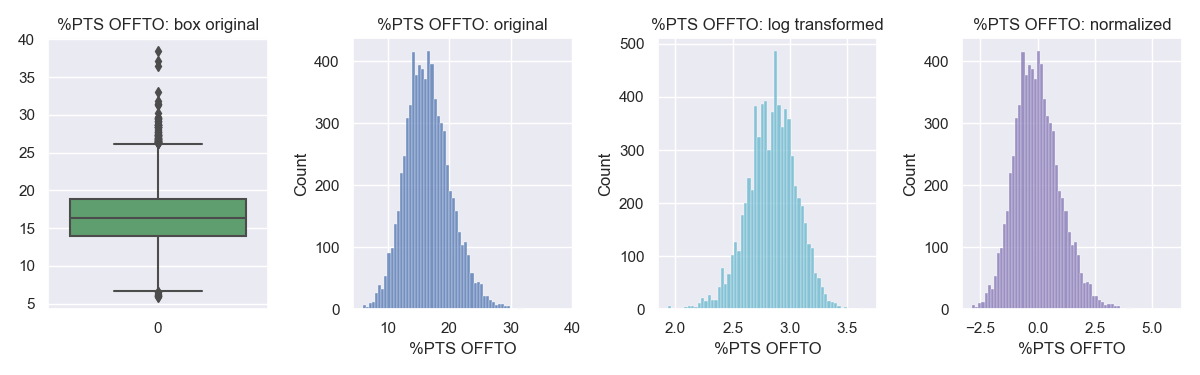 %PTS OFFTO: box original
40
35
30
25
20
15
10
5
0
%PTS OFFTO: original
Count
400
300
200
100
0
10 20 30 40
%PTS OFFTO
%PTS OFFTO: log transformed
Count
500
400
300
200
100
0
2.0 2.5 3.0 3.5
%PTS OFFTO
%PTS OFFTO: normalized
Count
400
300
200
100
0
−2.5 0.0 2.5 5.0
%PTS OFFTO